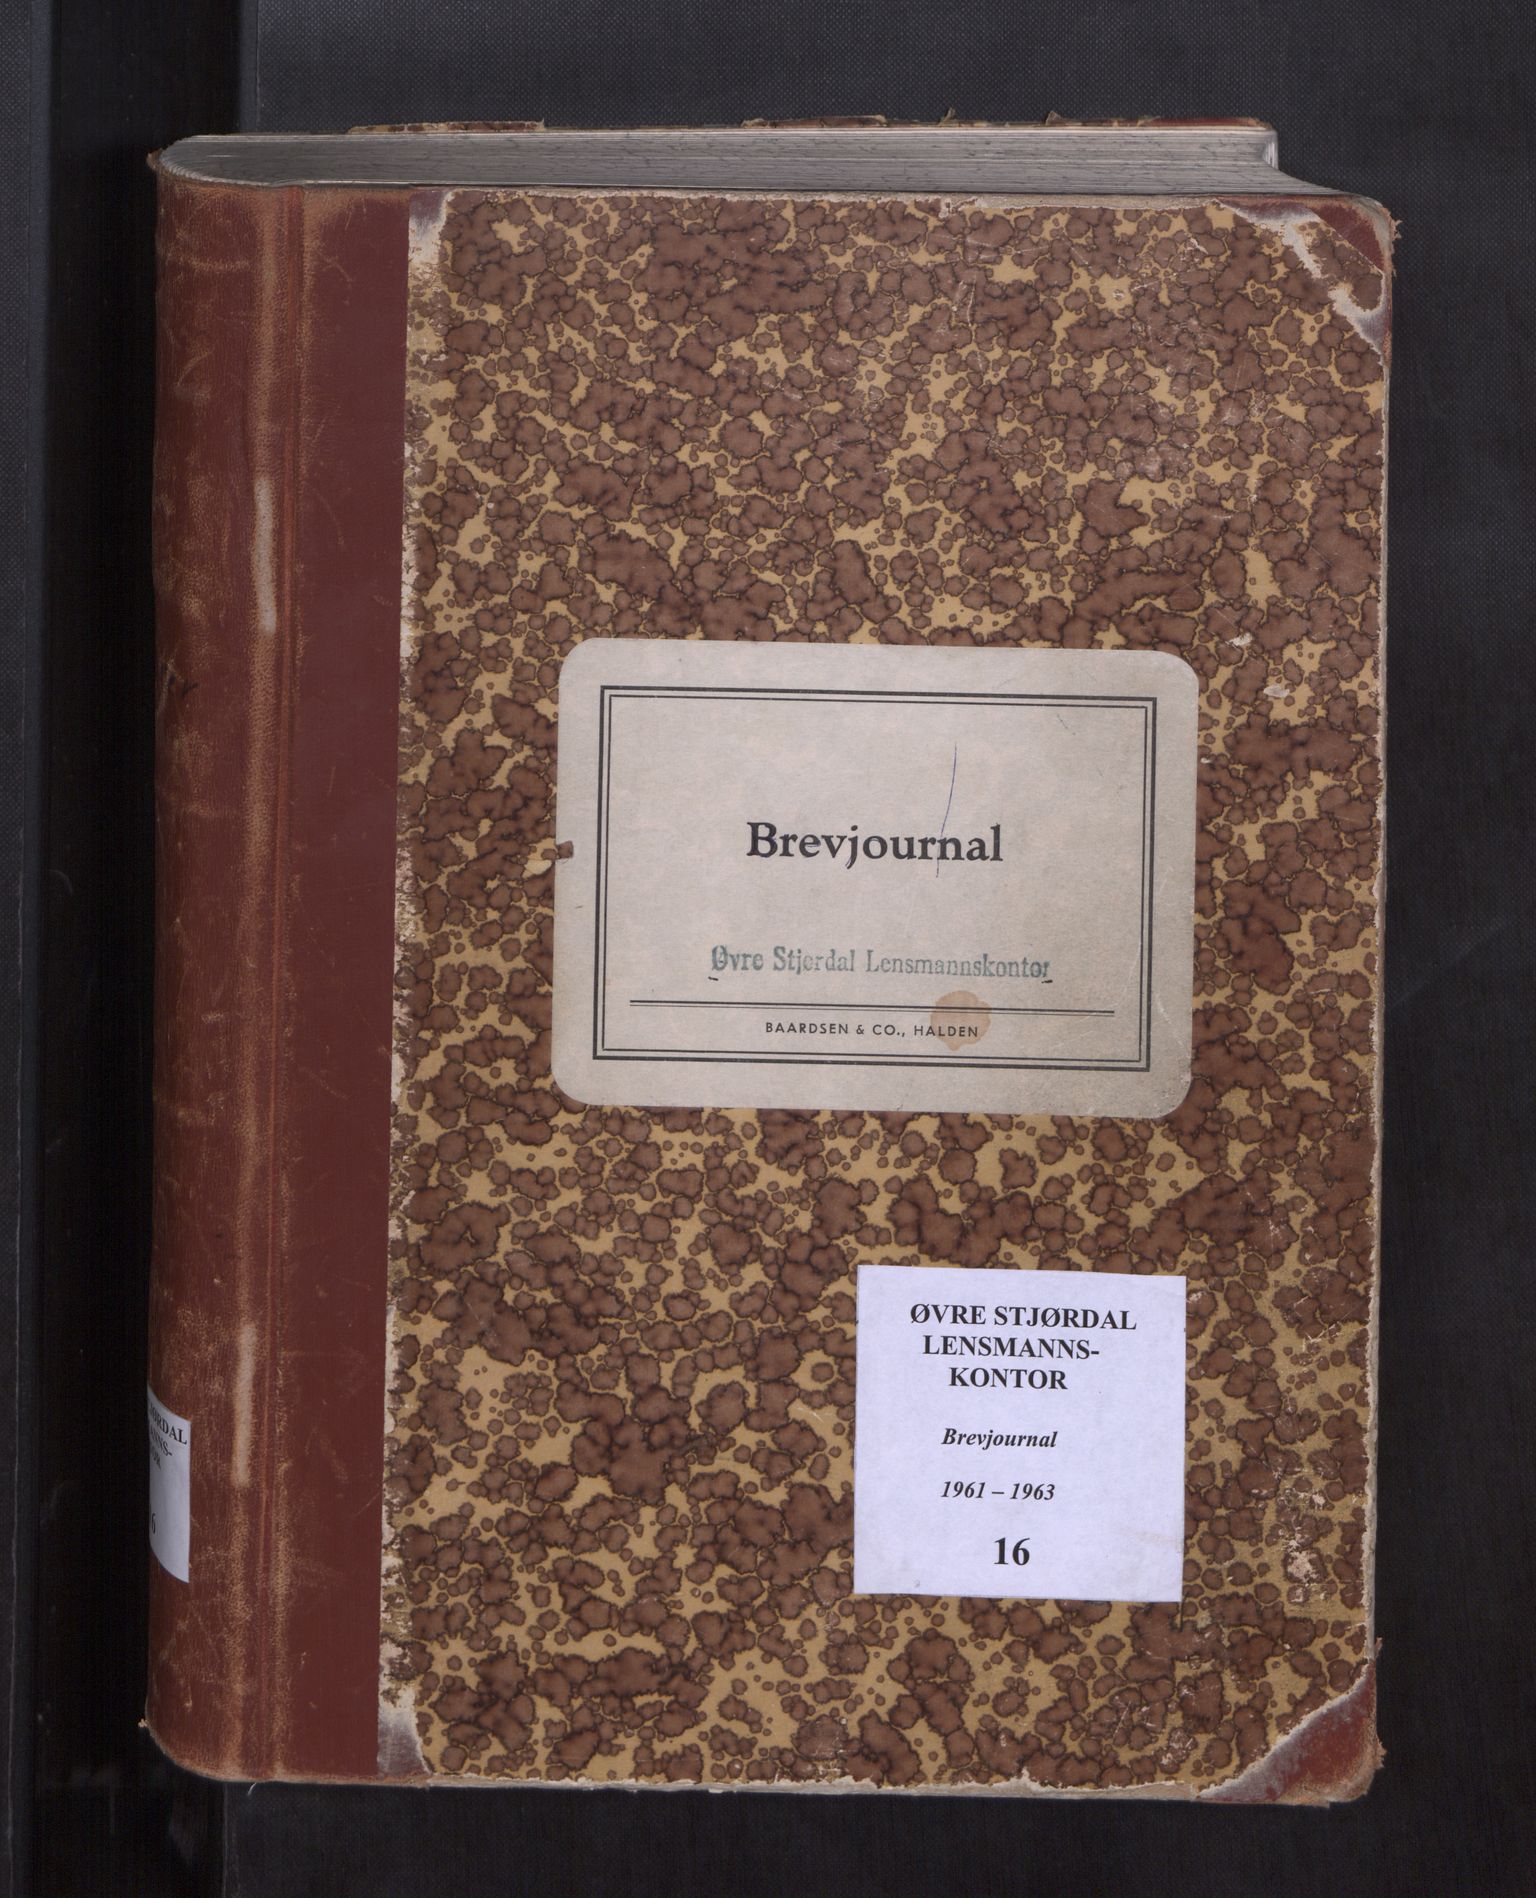 Brevjournal
Øvre Stjørdal Lensmannskontor
BAARDSEN & CO., HALDEN
ØVRE STJØRDAL
LENSMANNS-
KONTOR
Brevjournal
1961 – 1963
16